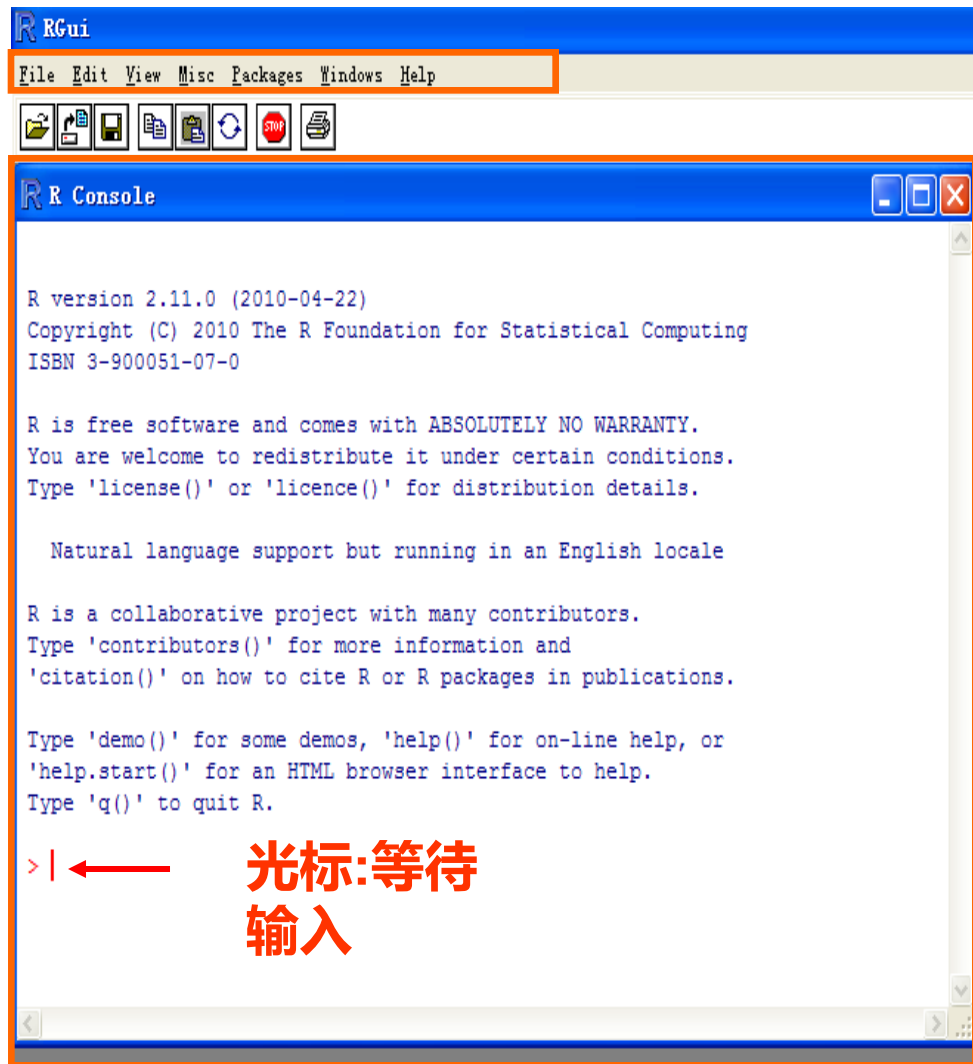 RGui
File Edit View Misc Packages Windows Help
STOP
R Console
R version 2.11.0 (2010-04-22)
Copyright (C) 2010 The R Foundation for Statistical Computing
ISBN 3-900051-07-0
R is free software and comes with ABSOLUTELY NO WARRANTY.
You are welcome to redistribute it under certain conditions.
Type 'license()' or 'licence()' for distribution details.
Natural language support but running in an English locale
R is a collaborative project with many contributors.
Type 'contributors()' for more information and
'citation()' on how to cite R or R packages in publications.
Type 'demo()' for some demos, 'help()' for on-line help, or
'help.start()' for an HTML browser interface to help.
Type 'q()' to quit R.
>
光标:等待
输入